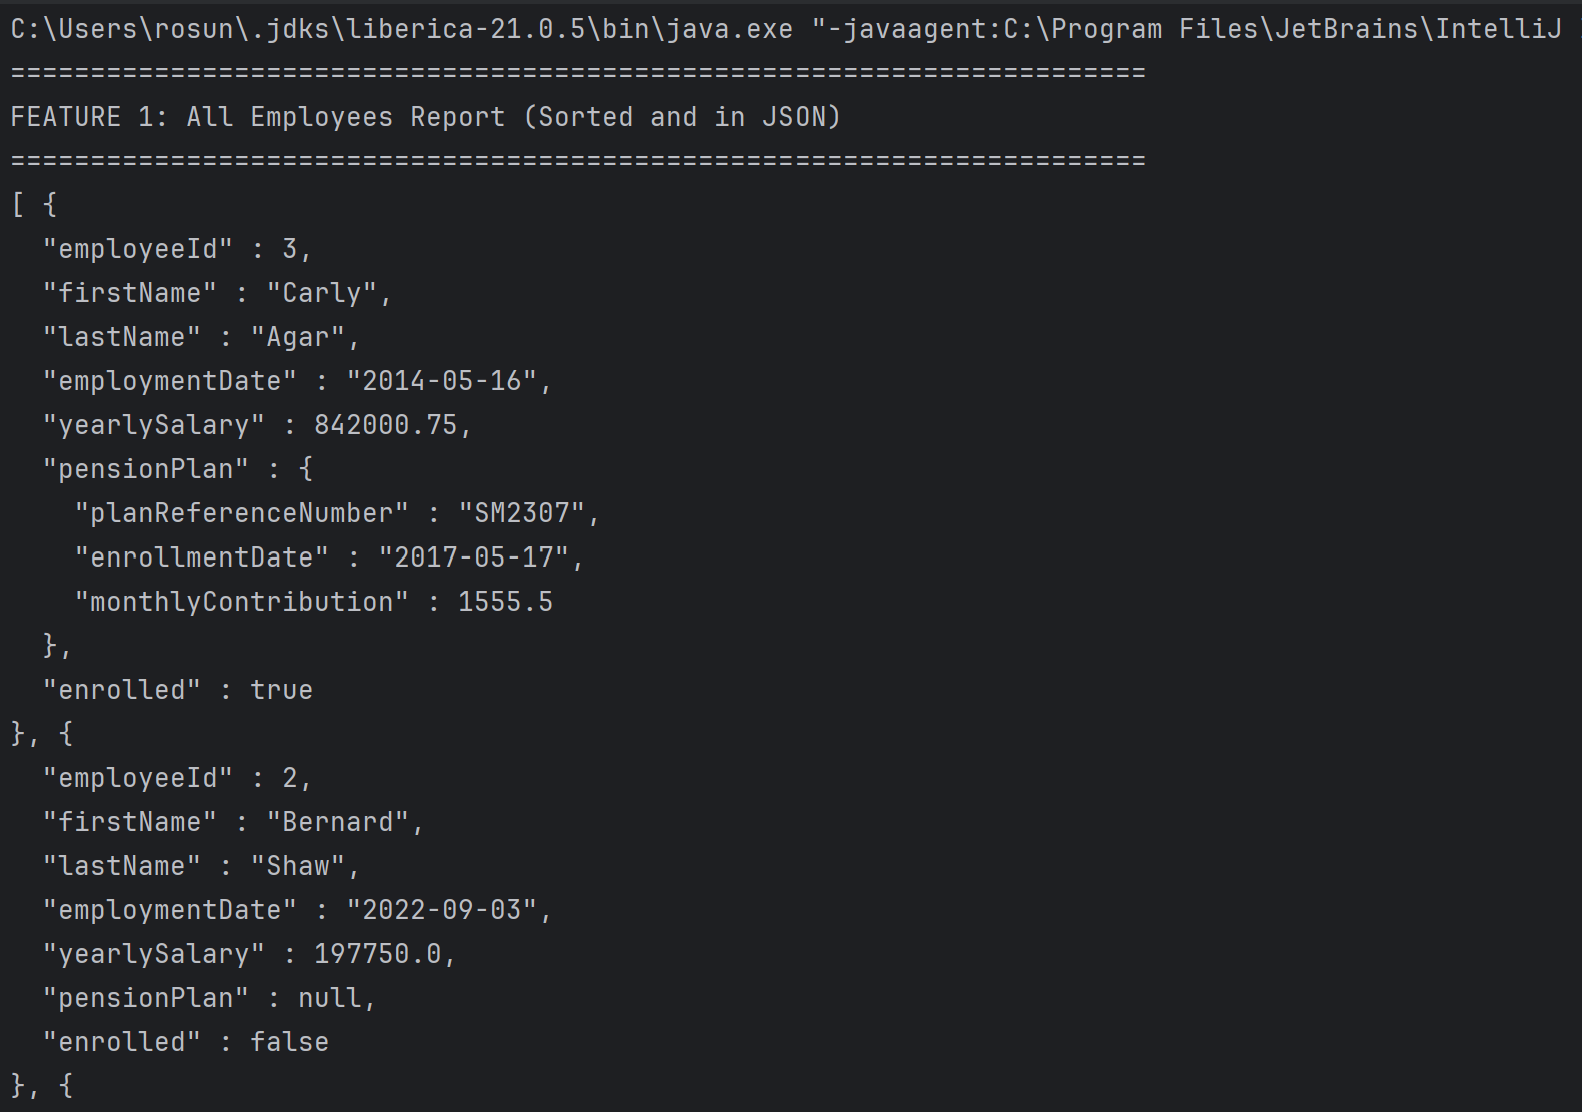 C:\Users\rosun\.jdks\liberica-21.0.5\bin\java.exe "-javaagent:C:\Program Files\JetBrains\IntelliJ
=======================================================================
FEATURE 1: All Employees Report (Sorted and in JSON)
=======================================================================
[ {
  "employeeId" : 3,
  "firstName" : "Carly",
  "lastName" : "Agar",
  "employmentDate" : "2014-05-16",
  "yearlySalary" : 842000.75,
  "pensionPlan" : {
    "planReferenceNumber" : "SM2307",
    "enrollmentDate" : "2017-05-17",
    "monthlyContribution" : 1555.5
  },
  "enrolled" : true
}, {
  "employeeId" : 2,
  "firstName" : "Bernard",
  "lastName" : "Shaw",
  "employmentDate" : "2022-09-03",
  "yearlySalary" : 197750.0,
  "pensionPlan" : null,
  "enrolled" : false
}, {